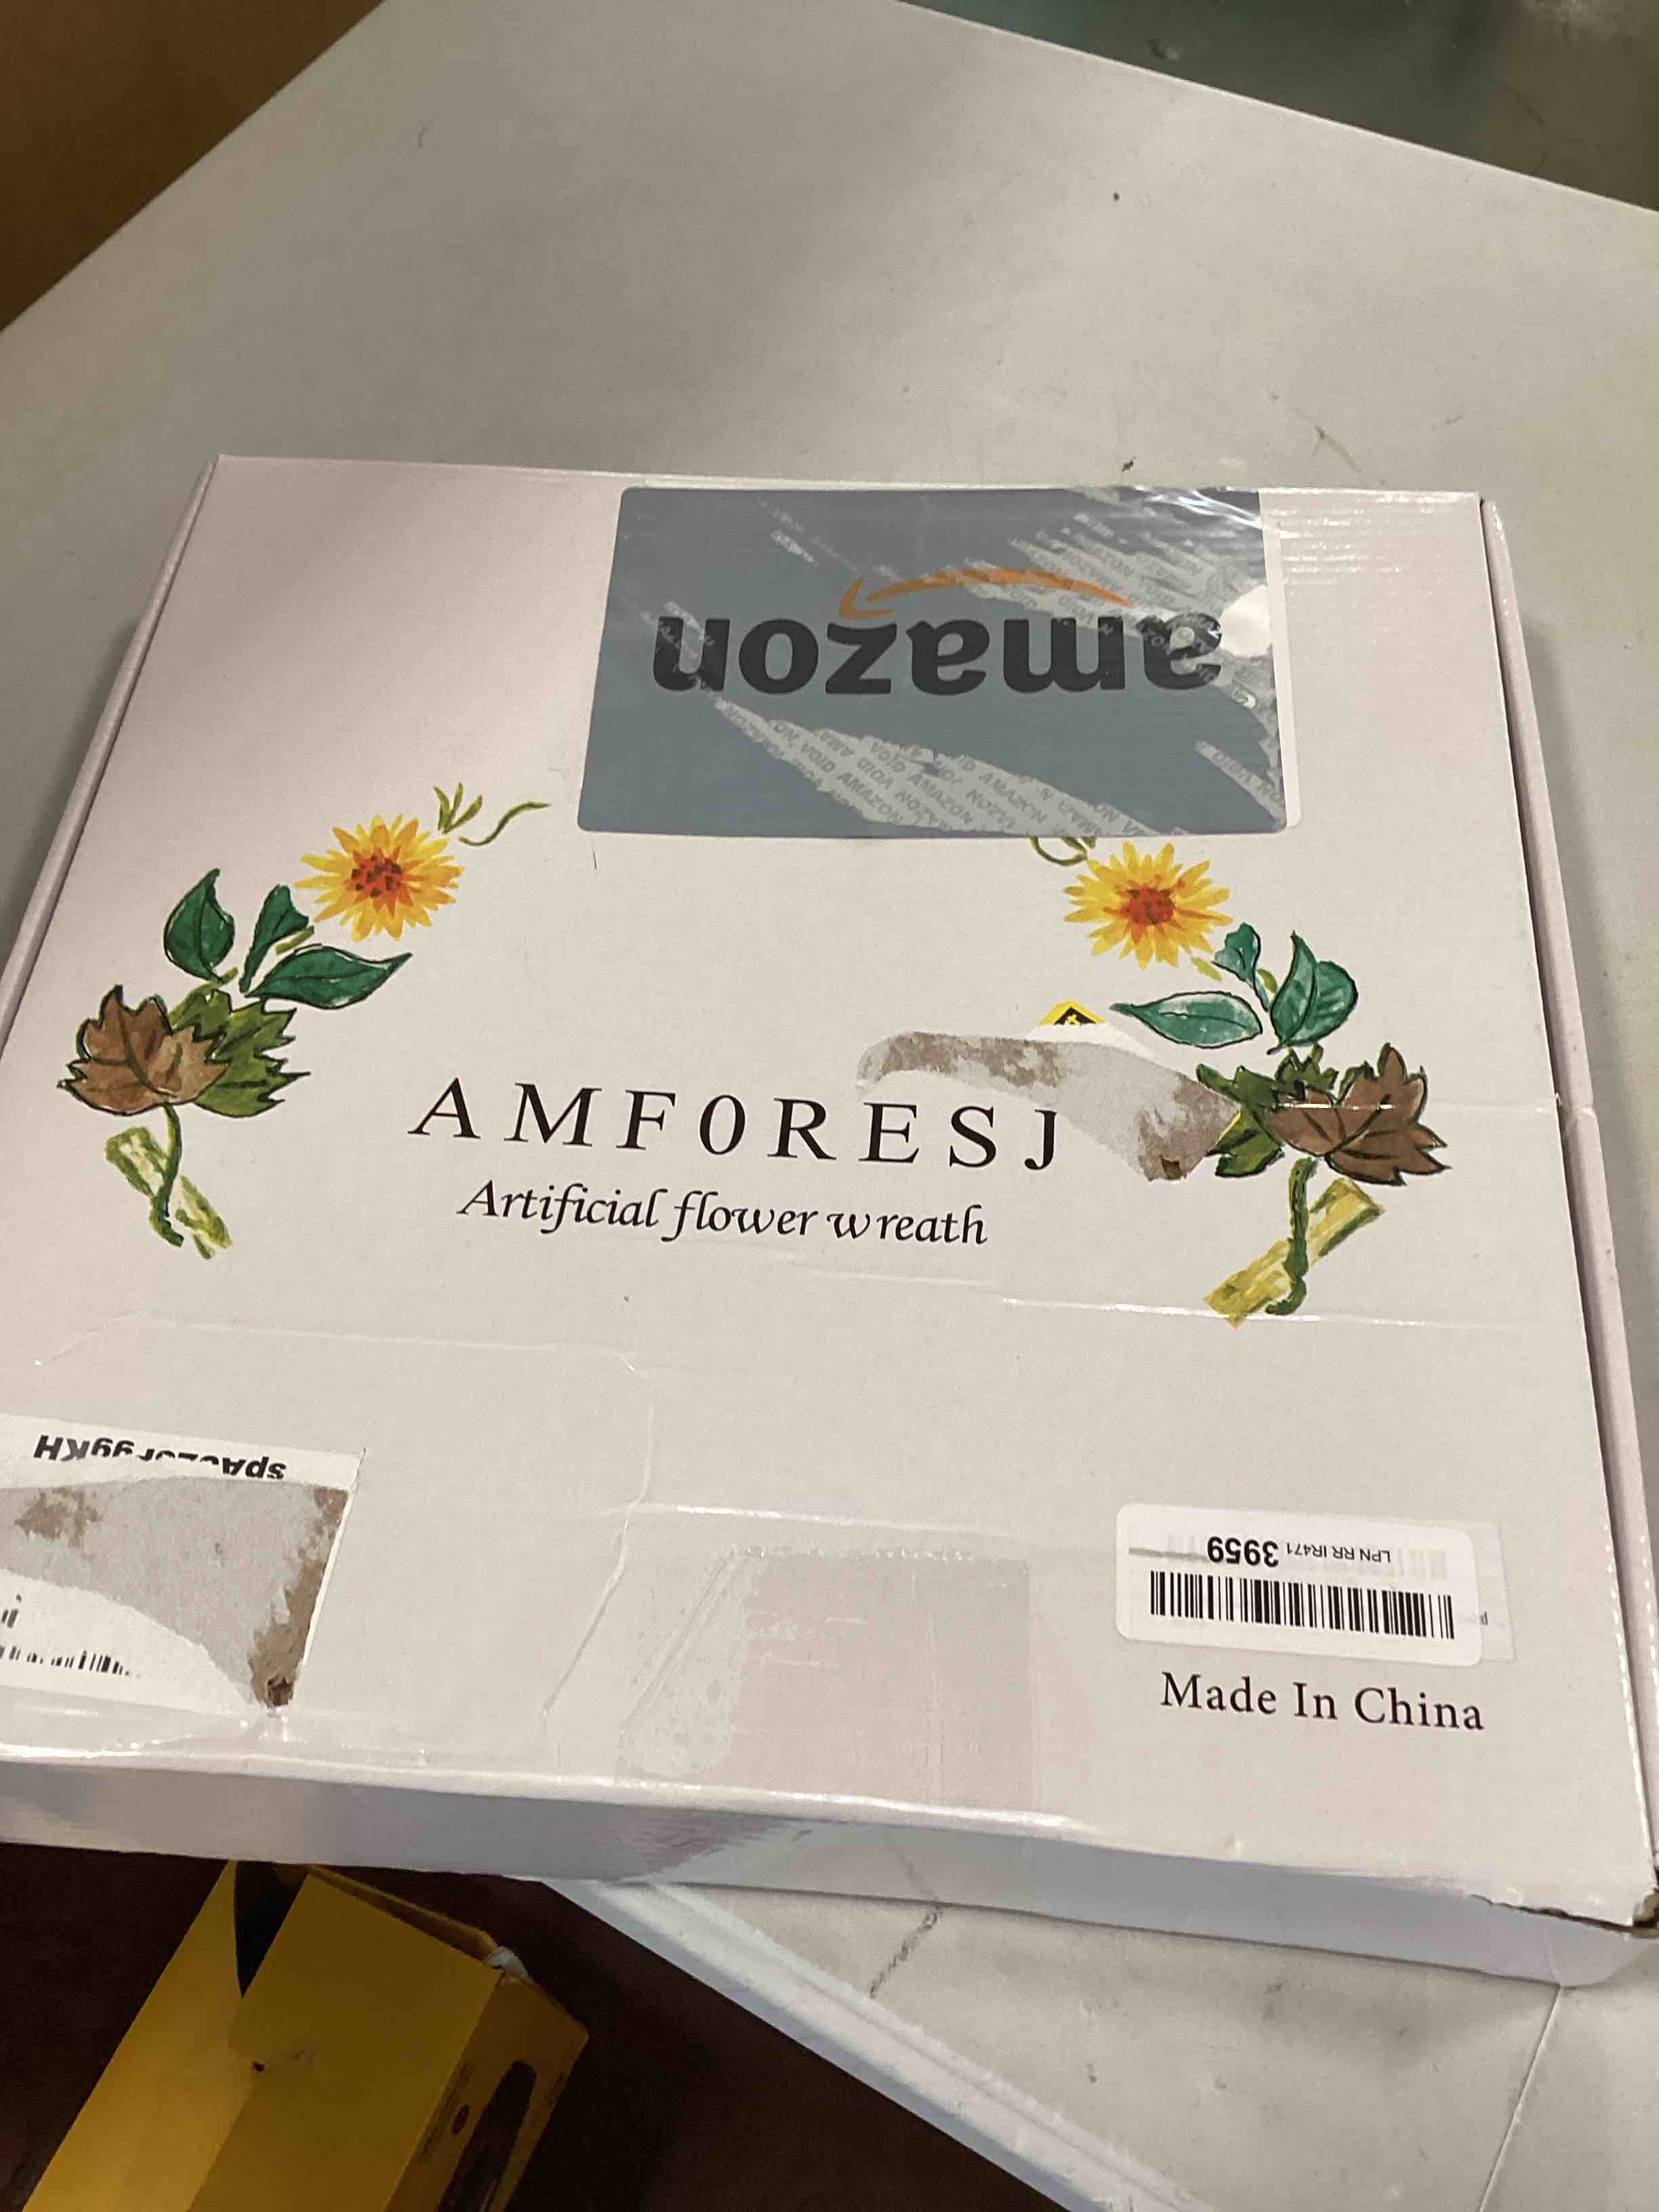 amazon
AMF0RESJ
Artificial flower wreath
LPN RR IR471 3959
Made In China